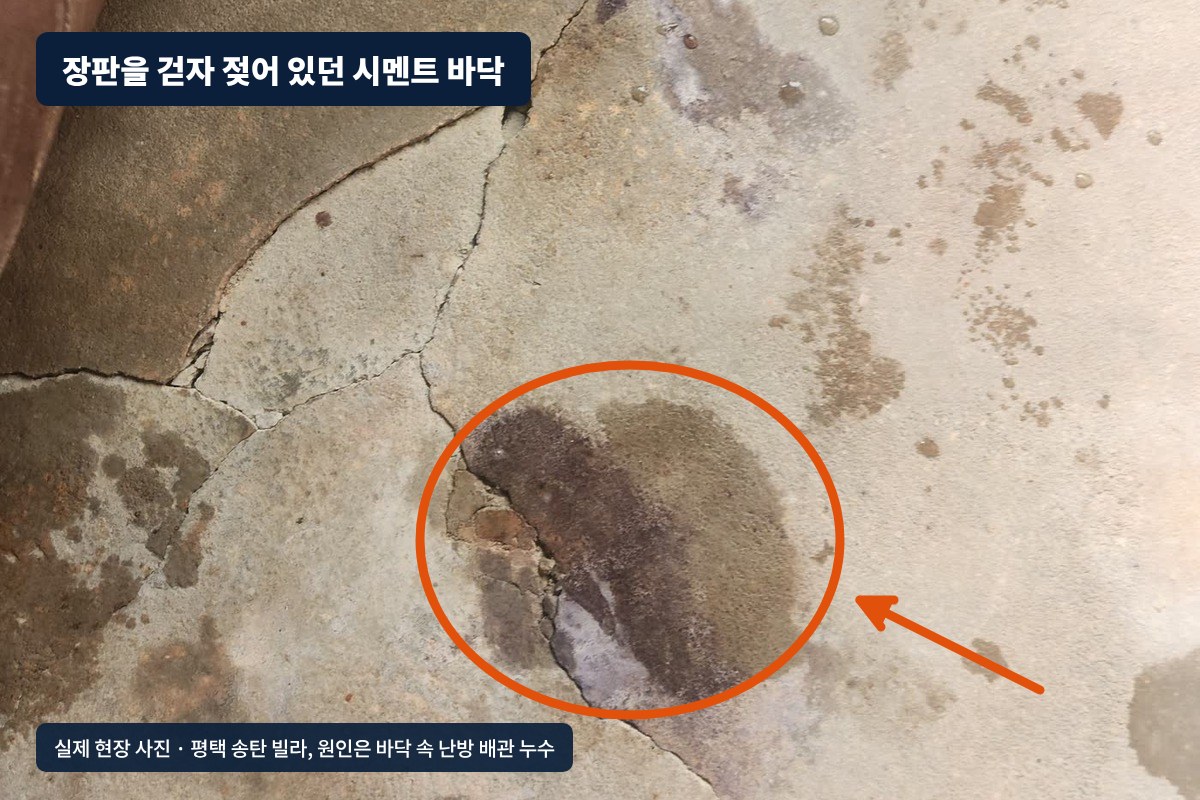 장판을 걷자 젖어 있던 시멘트 바닥
실제 현장 사진 · 평택 송탄 빌라, 원인은 바닥 속 난방 배관 누수